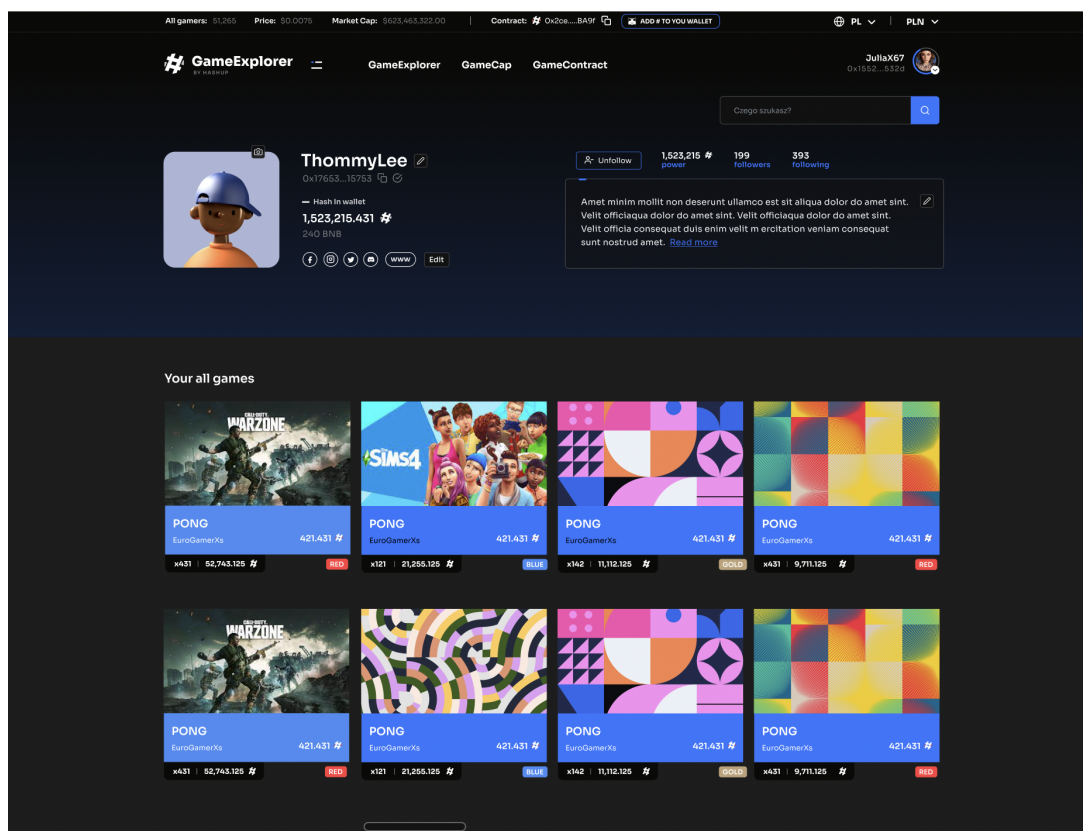 All gamers: 51,265 Price: $0.0075 Market Cap: $623,463,322.00 | Contract: 0x2ce.....BA9f ADD # TO YOU WALLET PL | PLN
GameExplorer
BY HASHUP
GameExplorer GameCap GameContract
JuliaX67
0x1552...532d
Czego szukasz?
ThommyLee
0x17653...15753
Hash In wallet
1,523,215.431
240 BNB
www Edit
Unfollow
1,523,215 199 393
power followers following
Amet minim mollit non deserunt ullamco est sit aliqua dolor do amet sint.
Velit officiaqua dolor do amet sint. Velit officiaqua dolor do amet sint.
Velit officia consequat duis enim velit m ercitation veniam consequat
sunt nostrud amet. Read more
Your all games
CALL OF DUTY
WARZONE
SIMS4
PONG PONG PONG PONG
EuroGamerXs 421.431 EuroGamerXs 421.431 EuroGamerXs 421.431 EuroGamerXs 421.431
x431 | 52,743.125 RED x121 | 21,255.125 BLUE x142 | 11,112.125 GOLD x431 | 9,711.125 RED
CALL OF DUTY
WARZONE
PONG PONG PONG PONG
EuroGamerXs 421.431 EuroGamerXs 421.431 EuroGamerXs 421.431 EuroGamerXs 421.431
x431 | 52,743.125 RED x121 | 21,255.125 BLUE x142 | 11,112.125 GOLD x431 | 9,711.125 RED